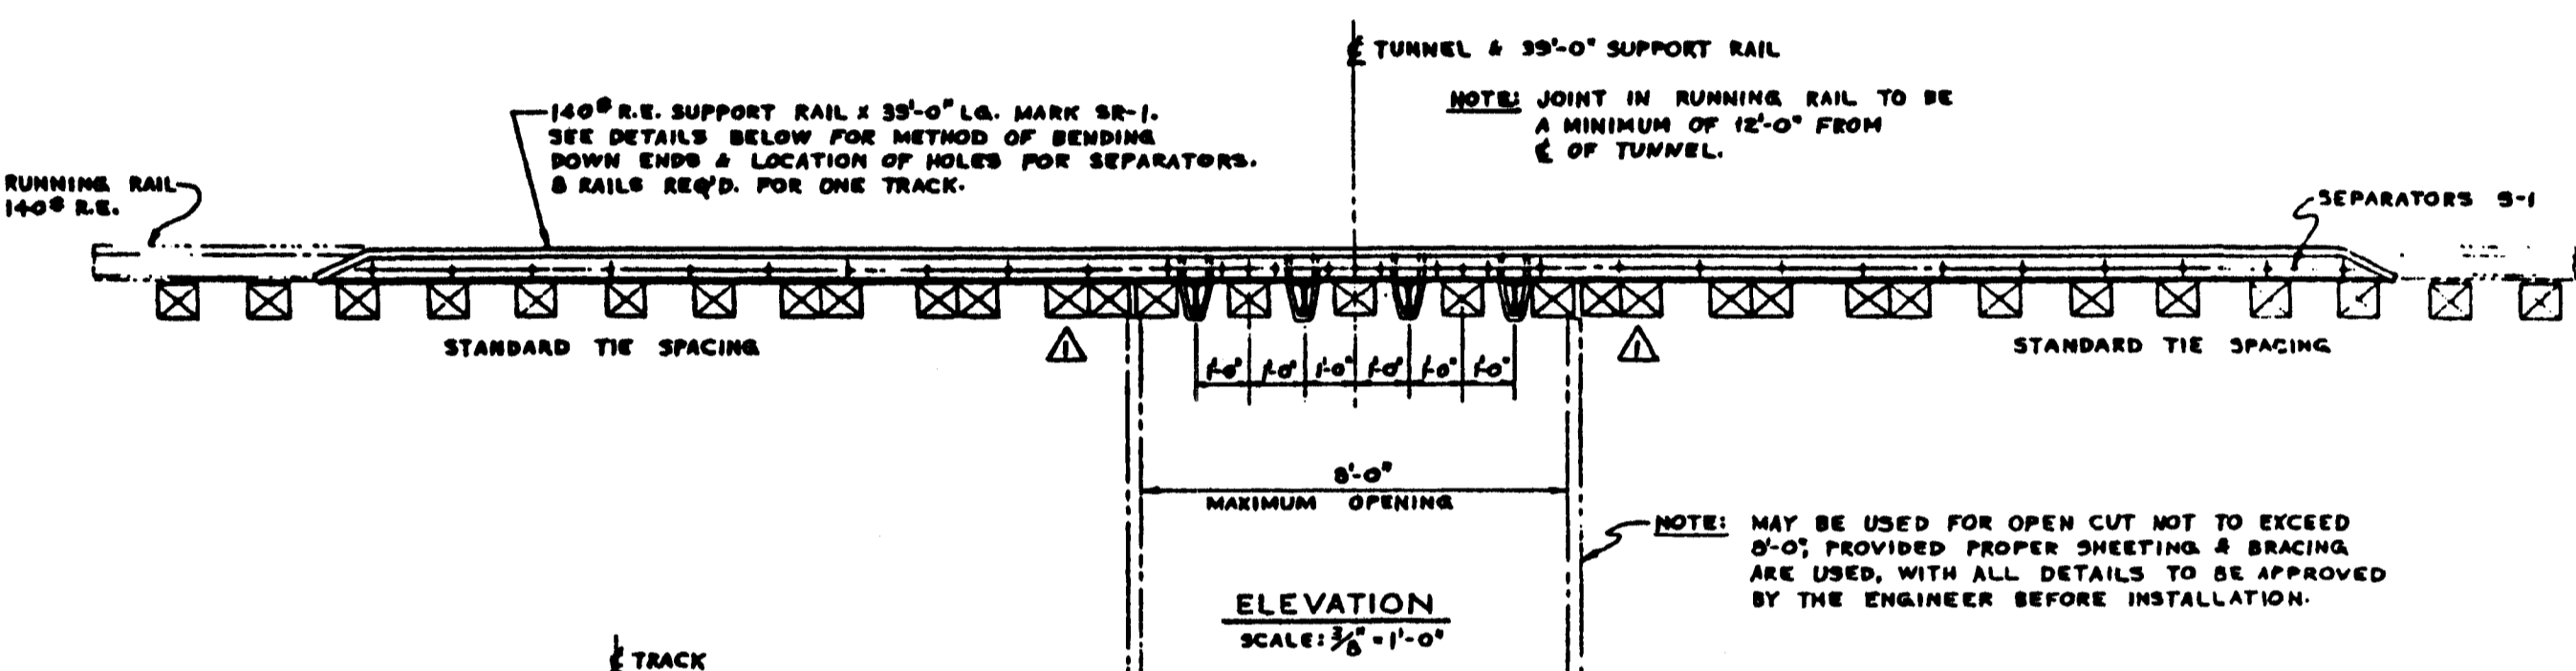 ℄ TUNNEL & 39'-0" SUPPORT RAIL
NOTE: JOINT IN RUNNING RAIL TO BE
A MINIMUM OF 12'-0" FROM
℄ OF TUNNEL.
140# R.E. SUPPORT RAIL X 39'-0" LG. MARK SR-1.
SEE DETAILS BELOW FOR METHOD OF BENDING
DOWN ENDS & LOCATION OF HOLES FOR SEPARATORS.
8 RAILS REQ'D. FOR ONE TRACK.
RUNNING RAIL
140# R.E.
SEPARATORS S-1
STANDARD TIE SPACING
1
1
STANDARD TIE SPACING
1'-0" 1'-0" 1'-0" 1'-0" 1'-0" 1'-0"
8'-0"
MAXIMUM OPENING
NOTE: MAY BE USED FOR OPEN CUT NOT TO EXCEED
8'-0", PROVIDED PROPER SHEETING & BRACING
ARE USED, WITH ALL DETAILS TO BE APPROVED
BY THE ENGINEER BEFORE INSTALLATION.
ELEVATION
SCALE: 3/8" = 1'-0"
℄ TRACK